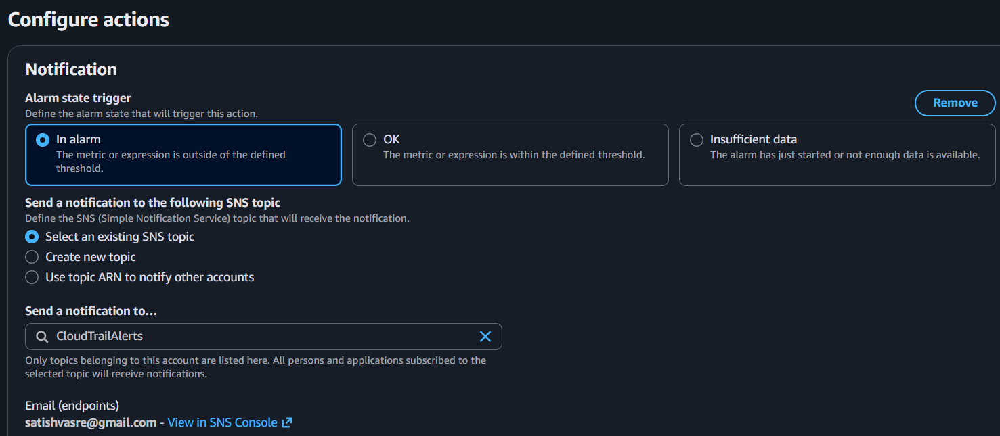 Configure actions
Notification
Alarm state trigger
Define the alarm state that will trigger this action.
Remove
In alarm
The metric or expression is outside of the defined
threshold.
OK
The metric or expression is within the defined threshold.
Insufficient data
The alarm has just started or not enough data is available.
Send a notification to the following SNS topic
Define the SNS (Simple Notification Service) topic that will receive the notification.
Select an existing SNS topic
Create new topic
Use topic ARN to notify other accounts
Send a notification to...
CloudTrailAlerts
Only topics belonging to this account are listed here. All persons and applications subscribed to the
selected topic will receive notifications.
Email (endpoints)
satishvasre@gmail.com - View in SNS Console